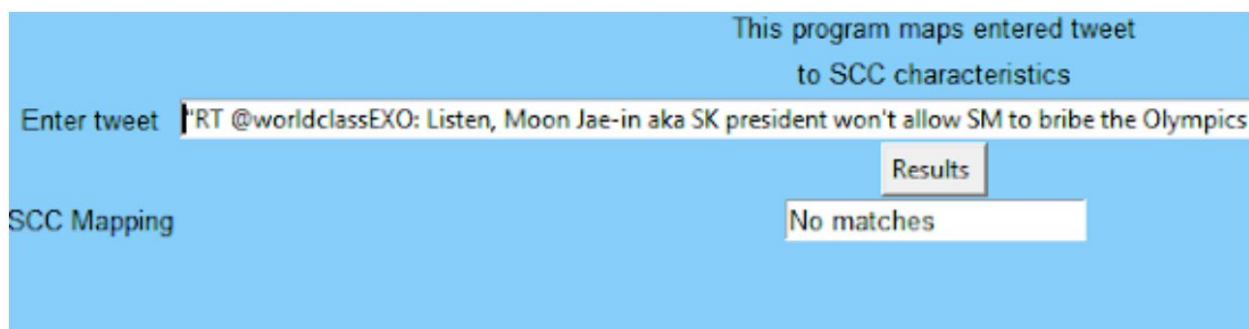 This program maps entered tweet
to SCC characteristics
Enter tweet "RT @worldclassEXO: Listen, Moon Jae-in aka SK president won't allow SM to bribe the Olympics
Results
SCC Mapping No matches